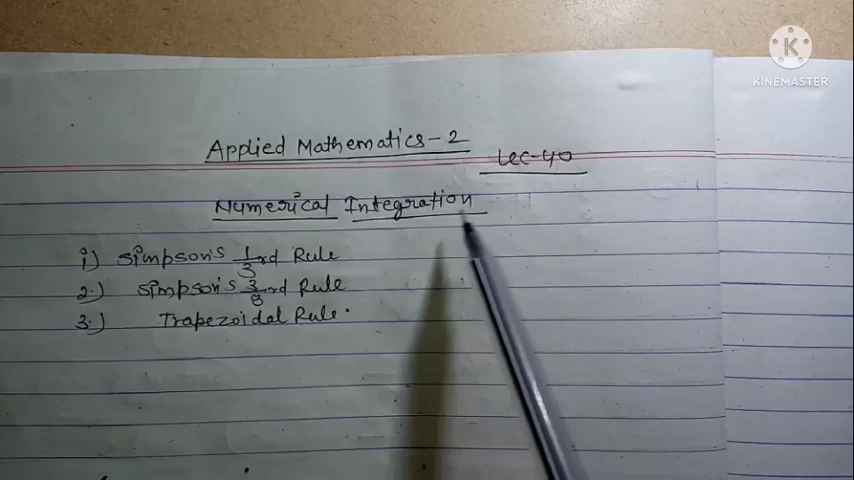 K
KINEMASTER
Applied Mathematics-2
Lec-40
Numerical Integration
i) Simpson's 1/3rd Rule
2.) Simpson's 3/8rd Rule
3.) Trapezoidal Rule.